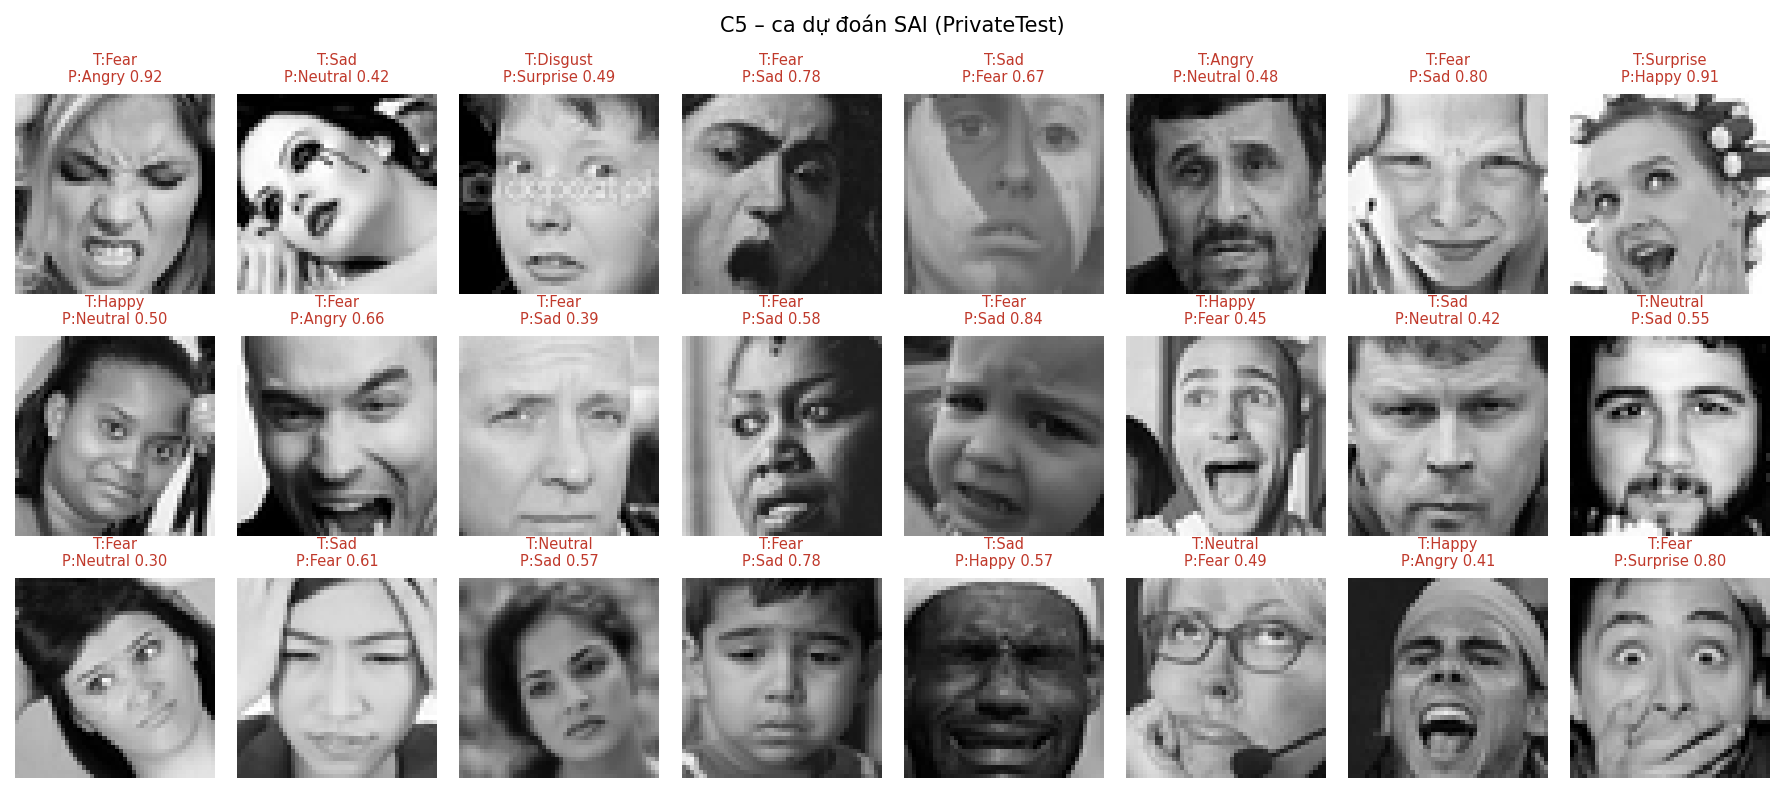 C5 – ca dự đoán SAI (PrivateTest)
T:Fear
P:Angry 0.92
T:Sad
P:Neutral 0.42
T:Disgust
P:Surprise 0.49
T:Fear
P:Sad 0.78
T:Sad
P:Fear 0.67
T:Angry
P:Neutral 0.48
T:Fear
P:Sad 0.80
T:Surprise
P:Happy 0.91
T:Happy
P:Neutral 0.50
T:Fear
P:Angry 0.66
T:Fear
P:Sad 0.39
T:Fear
P:Sad 0.58
T:Fear
P:Sad 0.84
T:Happy
P:Fear 0.45
T:Sad
P:Neutral 0.42
T:Neutral
P:Sad 0.55
T:Fear
P:Neutral 0.30
T:Sad
P:Fear 0.61
T:Neutral
P:Sad 0.57
T:Fear
P:Sad 0.78
T:Sad
P:Happy 0.57
T:Neutral
P:Fear 0.49
T:Happy
P:Angry 0.41
T:Fear
P:Surprise 0.80